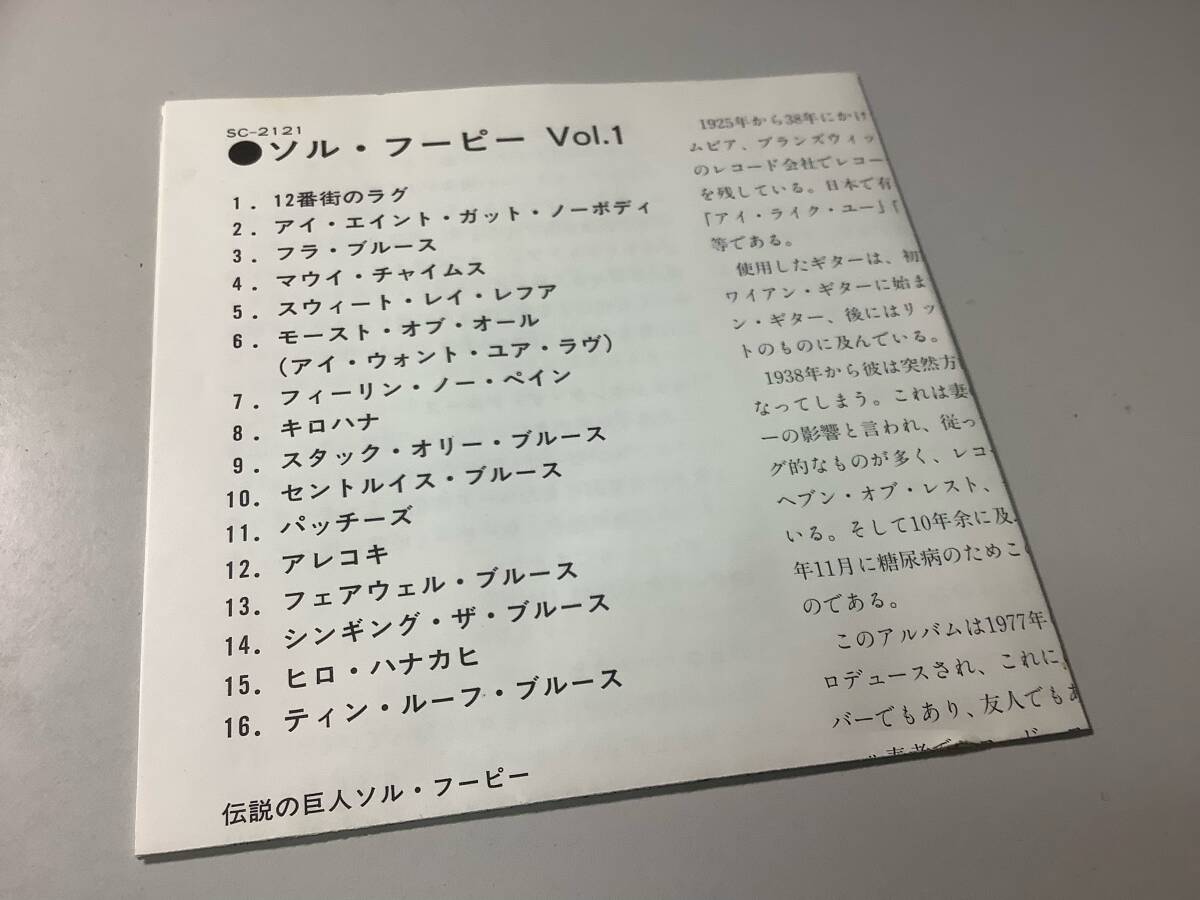 SC-2121
●ソル・フーピー Vol.1
1. 12番街のラグ
2. アイ・エイント・ガット・ノーボディ
3. フラ・ブルース
4. マウイ・チャイムス
5. スウィート・レイ・レフア
6. モースト・オブ・オール
(アイ・ウォント・ユア・ラヴ)
7. フィーリン・ノー・ペイン
8. キロハナ
9. スタック・オリー・ブルース
10. セントルイス・ブルース
11. パッチーズ
12. アレコキ
13. フェアウェル・ブルース
14. シンギング・ザ・ブルース
15. ヒロ・ハナカヒ
16. ティン・ルーフ・ブルース
伝説の巨人ソル・フーピー
1925年から38年にかけ
ムビア、ブランズウィッ
のレコード会社でレコー
を残している。日本で有
「アイ・ライク・ユー」「
等である。
使用したギターは、初
ワイアン・ギターに始ま
ン・ギター、後にはリッ
トのものに及んでいる。
1938年から彼は突然方
なってしまう。これは妻
ーの影響と言われ、従っ
グ的なものが多く、レコー
ヘブン・オブ・レスト、
いる。そして10年余に及
年11月に糖尿病のためこの
のである。
このアルバムは1977年
ロデュースされ、これに
バーでもあり、友人でもあ